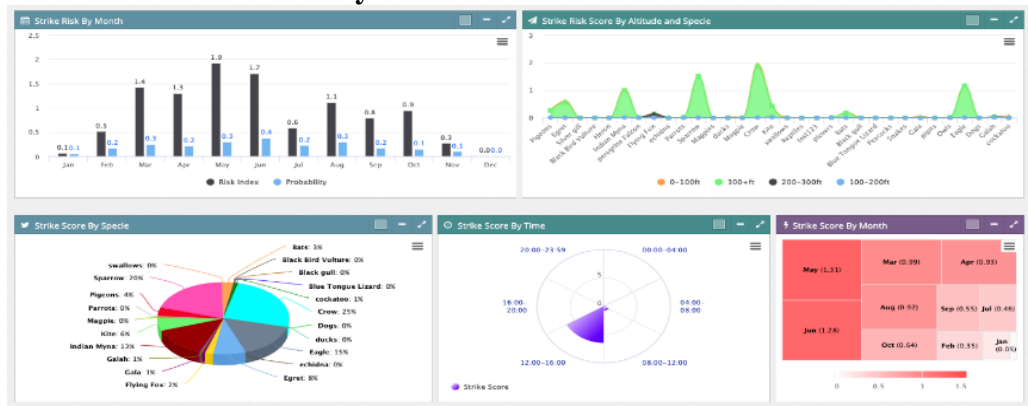 Strike Risk By Month
2.5
2
1.5
1
0.5
0
0.1 0.1
0.5 0.2
1.4
1.3 0.2
1.9 0.3
1.7 0.4
0.6 0.2
1.1 0.3
0.8 0.2
0.9 0.1
0.3 0.1
0.0 0.0
Jan Feb Mar Apr May Jun Jul Aug Sep Oct Nov Dec
Risk Index Probability
Strike Risk Score By Altitude and Specie
3
2
1
0
Pigeons Egret Silver gull Black Bird Vulture Herons Indian Myna peregrine Falcon Flying Fox echidna Parrots Sparrow Magpies ducks Magpie Crow Kite swallows Reptiles plovers Bats Black gull Blue Tongue Lizard Peacocks Snakes Gala Owls Eagle Dogs Galah cockatoo
0-100ft 300+ft 200-300ft 100-200ft
Strike Score By Specie
Bats: 3%
Black Bird Vulture: 0%
Black gull: 0%
Blue Tongue Lizard: 0%
cockatoo: 1%
Crow: 25%
Dogs: 0%
ducks: 0%
Eagle: 15%
echidna: 0%
Egret: 8%
Flying Fox: 2%
Gala: 1%
Galah: 1%
Indian Myna: 13%
Kite: 6%
Magpie: 0%
Parrots: 0%
Pigeons: 4%
Sparrow: 20%
swallows: 0%
Strike Score By Time
20:00-23:59 00:00-04:00
5
0
16:00-
20:00
04:00-
08:00
12:00-16:00 08:00-12:00
Strike Score
Strike Score By Month
May (1.31)
Mar (0.99) Apr (0.93)
Aug (0.92) Sep (0.55) Jul (0.46)
Jun (1.28)
Oct (0.64) Feb (0.35) Jan
(0.05)
0 0.5 1 1.5